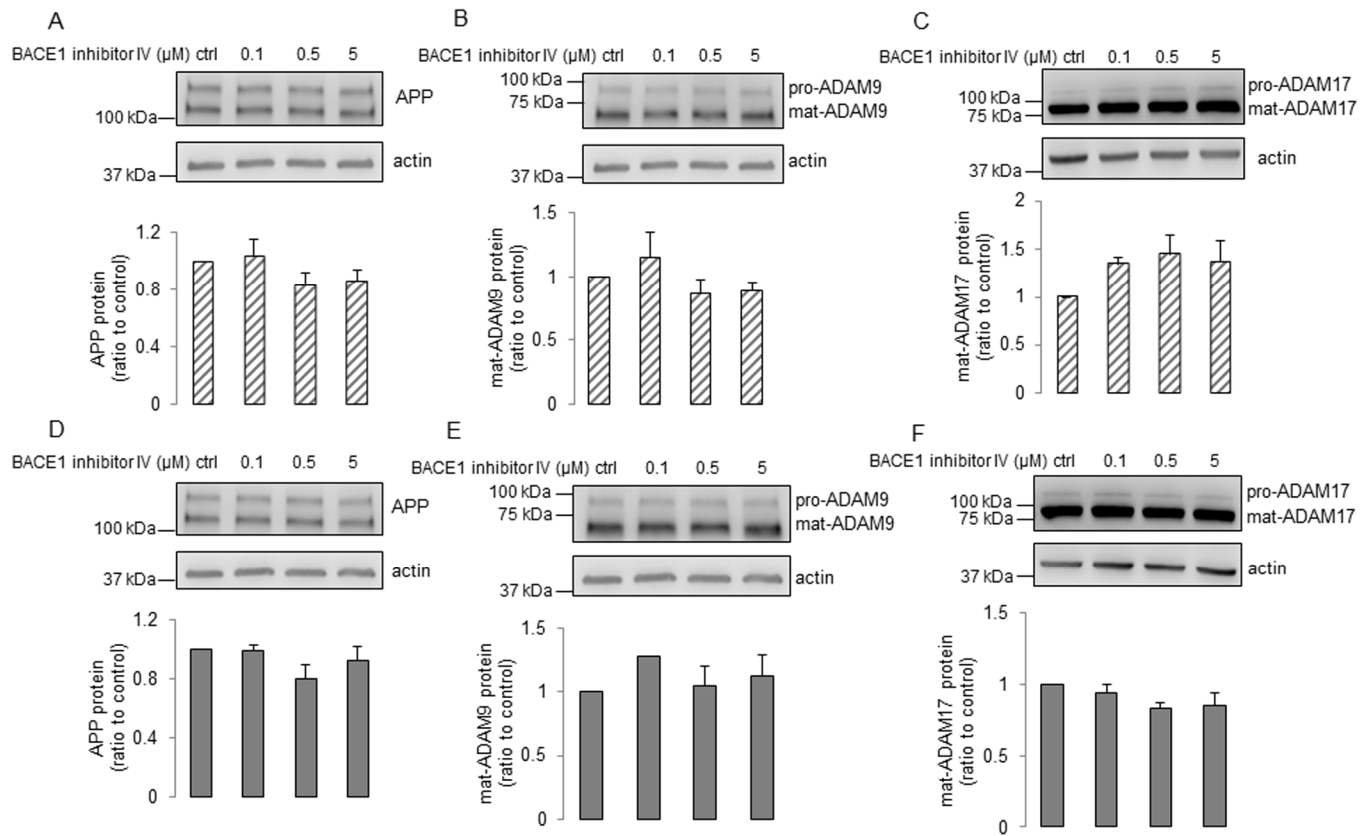 A
BACE1 inhibitor IV (µM) ctrl 0.1 0.5 5
APP
100 kDa
actin
37 kDa
APP protein
(ratio to control)
1.2
0.8
0.4
0
B
BACE1 inhibitor IV (µM) ctrl 0.1 0.5 5
100 kDa
75 kDa
pro-ADAM9
mat-ADAM9
actin
37 kDa
mat-ADAM9 protein
(ratio to control)
1.5
1
0.5
0
C
BACE1 inhibitor IV (µM) ctrl 0.1 0.5 5
100 kDa
75 kDa
pro-ADAM17
mat-ADAM17
actin
37 kDa
mat-ADAM17 protein
(ratio to control)
2
1.5
1
0.5
0
D
BACE1 inhibitor IV (µM) ctrl 0.1 0.5 5
APP
100 kDa
actin
37 kDa
APP protein
(ratio to control)
1.2
0.8
0.4
0
E
BACE1 inhibitor IV (µM) ctrl 0.1 0.5 5
100 kDa
75 kDa
pro-ADAM9
mat-ADAM9
actin
37 kDa
mat-ADAM9 protein
(ratio to control)
1.5
1
0.5
0
F
BACE1 inhibitor IV (µM) ctrl 0.1 0.5 5
100 kDa
75 kDa
pro-ADAM17
mat-ADAM17
actin
37 kDa
mat-ADAM17 protein
(ratio to control)
1.5
1
0.5
0